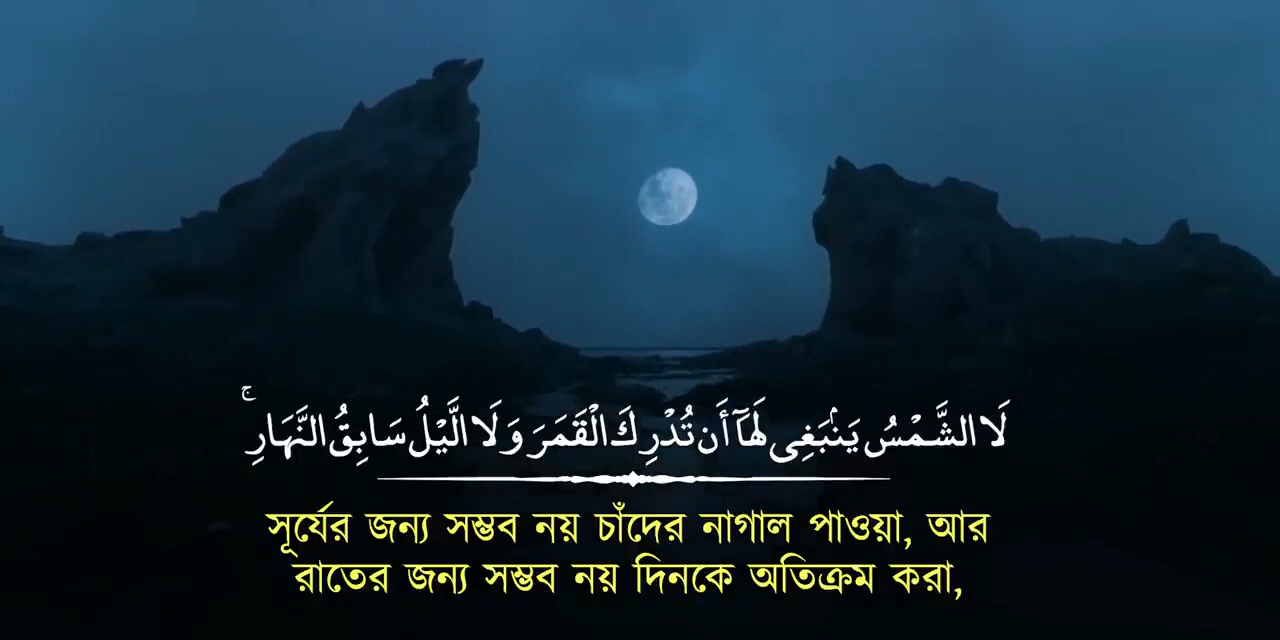 لَا الشَّمْسُ يَنۢبَغِى لَهَآ أَن تُدْرِكَ الْقَمَرَ وَلَا الَّيْلُ سَابِقُ النَّهَارِ ۚ
সূর্যের জন্য সম্ভব নয় চাঁদের নাগাল পাওয়া, আর
রাতের জন্য সম্ভব নয় দিনকে অতিক্রম করা,